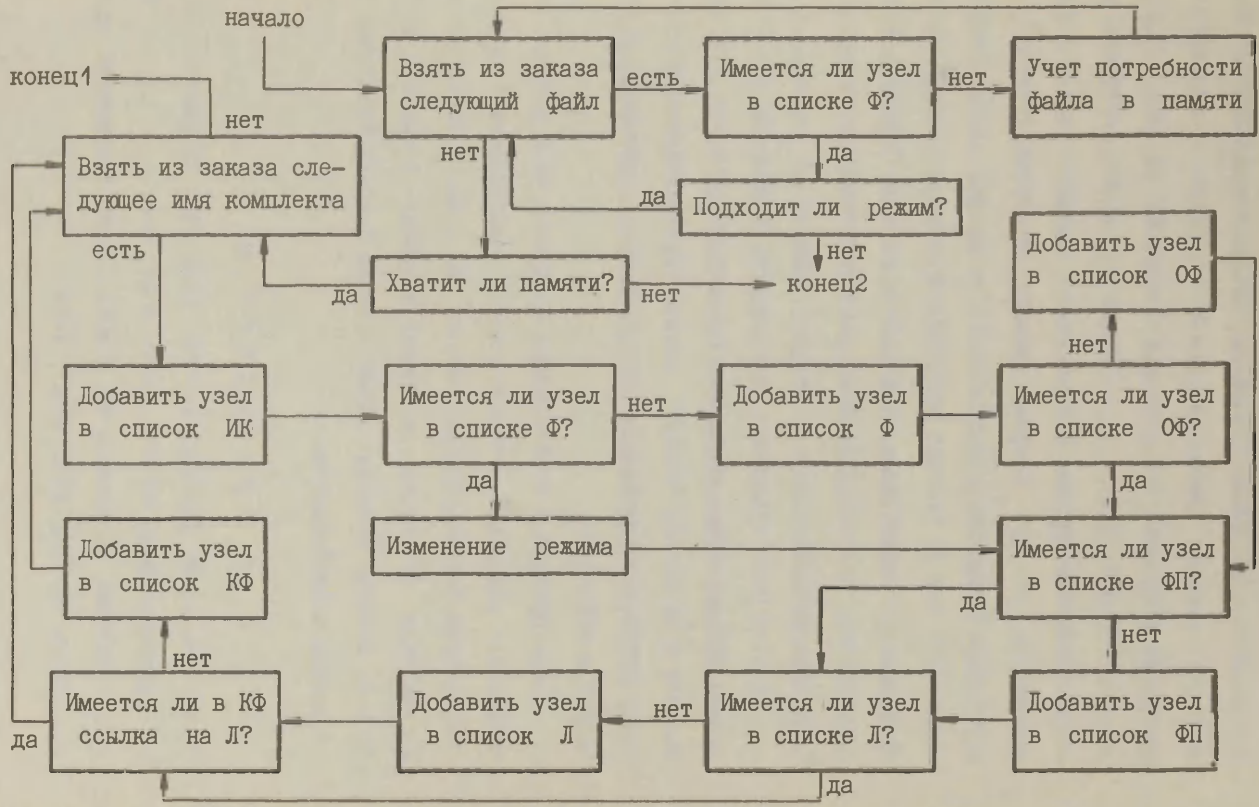 начало
конец1
Взять из заказа
следующий файл
есть
Имеется ли узел
в списке Ф?
нет
Учет потребности
файла в памяти
нет
нет
да
Взять из заказа сле-
дующее имя комплекта
да
Подходит ли режим?
есть
нет
Добавить узел
в список ОФ
Хватит ли памяти?
да
нет
конец2
нет
Добавить узел
в список ИК
Имеется ли узел
в списке Ф?
нет
Добавить узел
в список Ф
Имеется ли узел
в списке ОФ?
да
да
Добавить узел
в список КФ
Изменение режима
Имеется ли узел
в списке ФП?
да
нет
нет
Имеется ли в КФ
ссылка на Л?
да
Добавить узел
в список Л
нет
Имеется ли узел
в списке Л?
Добавить узел
в список ФП
да